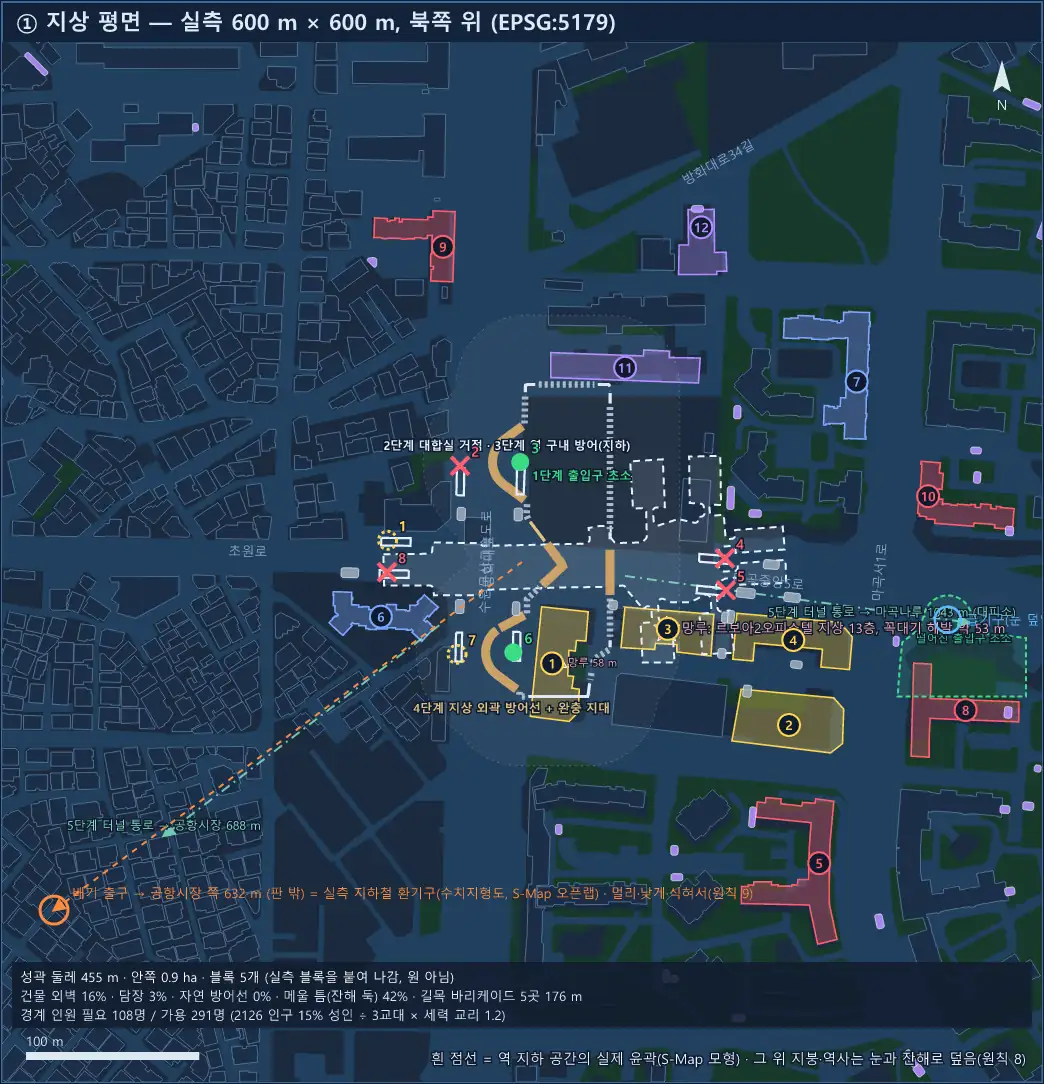 ① 지상 평면 — 실측 600 m × 600 m, 북쪽 위 (EPSG:5179)
N
방화대로34길
12
9
11
7
2단계 대합실 거점 · 3단계 구내 방어(지하)
2
3
1단계 출입구 초소
10
1
초원로
8
4
5
마곡서1로
5단계 터널 통로 → 마곡나루
(대피소)
6
3
망루: 르보아2오피스텔 지상 13층, 꼭대기 해발 약 53 m
4
7
6
1
망루 58 m
4단계 지상 외곽 방어선 + 완충 지대
8
2
5단계 터널 통로 → 공항시장 688 m
5
배기 출구 → 공항시장 쪽 632 m (판 밖) = 실측 지하철 환기구(수치지형도, S-Map 오픈랩) · 멀리·낮게·식혀서(원칙 9)
성곽 둘레 455 m · 안쪽 0.9 ha · 블록 5개 (실측 블록을 붙여 나감, 원 아님)
건물 외벽 16% · 담장 3% · 자연 방어선 0% · 메울 틈(잔해 둑) 42% · 길목 바리케이드 5곳 176 m
경계 인원 필요 108명 / 가용 291명 (2126 인구 15% 성인 ÷ 3교대 × 세력 교리 1.2)
100 m
흰 점선 = 역 지하 공간의 실제 윤곽(S-Map 모형) · 그 위 지붕·역사는 눈과 잔해로 덮음(원칙 8)